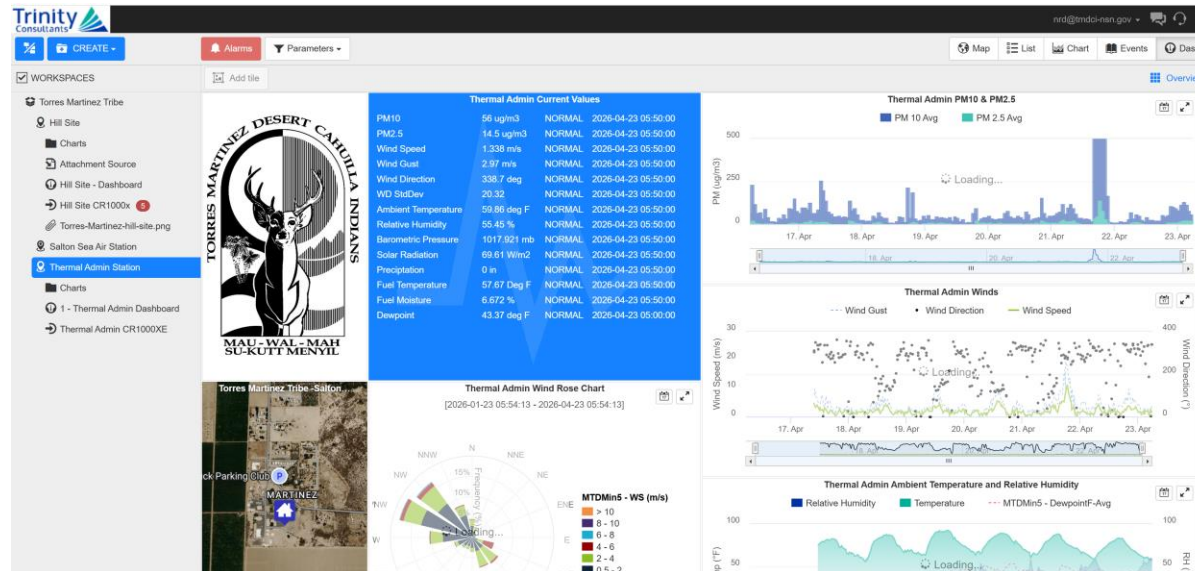 Trinity
Consultants
nrd@tmdci-nsn.gov
CREATE
Alarms
Parameters
Map
List
Chart
Events
Das
WORKSPACES
Add tile
Overvie
Torres Martinez Tribe
Hill Site
Charts
Attachment Source
Hill Site - Dashboard
Hill Site CR1000x 5
Torres-Martinez-hill-site.png
Salton Sea Air Station
Thermal Admin Station
Charts
1 - Thermal Admin Dashboard
Thermal Admin CR1000XE
TORRES MARTINEZ DESERT CAHUILLA INDIANS
MAU-WAL-MAH
SU-KUTT MENYIL
Thermal Admin Current Values
PM10 56 ug/m3 NORMAL 2026-04-23 05:50:00
PM2.5 14.5 ug/m3 NORMAL 2026-04-23 05:50:00
Wind Speed 1.338 m/s NORMAL 2026-04-23 05:50:00
Wind Gust 2.97 m/s NORMAL 2026-04-23 05:50:00
Wind Direction 338.7 deg NORMAL 2026-04-23 05:50:00
WD StdDev 20.32 NORMAL 2026-04-23 05:50:00
Ambient Temperature 59.86 deg F NORMAL 2026-04-23 05:50:00
Relative Humidity 55.45 % NORMAL 2026-04-23 05:50:00
Barometric Pressure 1017.921 mb NORMAL 2026-04-23 05:50:00
Solar Radiation 69.61 W/m2 NORMAL 2026-04-23 05:50:00
Preciptation 0 in NORMAL 2026-04-23 05:50:00
Fuel Temperature 57.67 Deg F NORMAL 2026-04-23 05:50:00
Fuel Moisture 6.672 % NORMAL 2026-04-23 05:50:00
Dewpoint 43.37 deg F NORMAL 2026-04-23 05:00:00
Thermal Admin PM10 & PM2.5
PM 10 Avg PM 2.5 Avg
PM (ug/m3)
500
250
0
Loading...
17. Apr 18. Apr 19. Apr 20. Apr 21. Apr 22. Apr 23. Apr
18. Apr 20. Apr 22. Apr
Thermal Admin Winds
Wind Gust Wind Direction Wind Speed
Wind Speed (m/s)
30
20
10
0
Loading...
400
200
0
Wind Direction (°)
17. Apr 18. Apr 19. Apr 20. Apr 21. Apr 22. Apr 23. Apr
Torres Martinez Tribe -Salton ...
ck Parking Club P
MARTINEZ
Thermal Admin Wind Rose Chart
[2026-01-23 05:54:13 - 2026-04-23 05:54:13]
N
NNW NNE
NW NE
ENE
W E
15%
10%
Frequency (%)
Loading...
MTDMin5 - WS (m/s)
> 10
8 - 10
6 - 8
4 - 6
2 - 4
0.5 - 2
Thermal Admin Ambient Temperature and Relative Humidity
Relative Humidity Temperature MTDMin5 - DewpointF-Avg
100
50
Loading...
100
50